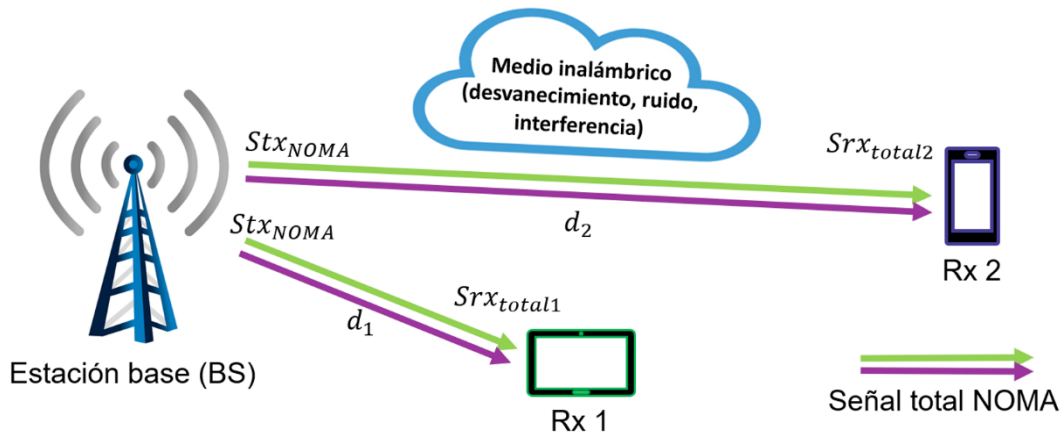 Medio inalámbrico
(desvanecimiento, ruido,
interferencia)
Stx_NOMA
Srx_total2
d_2
Rx 2
Stx_NOMA
Srx_total1
d_1
Estación base (BS)
Rx 1
Señal total NOMA